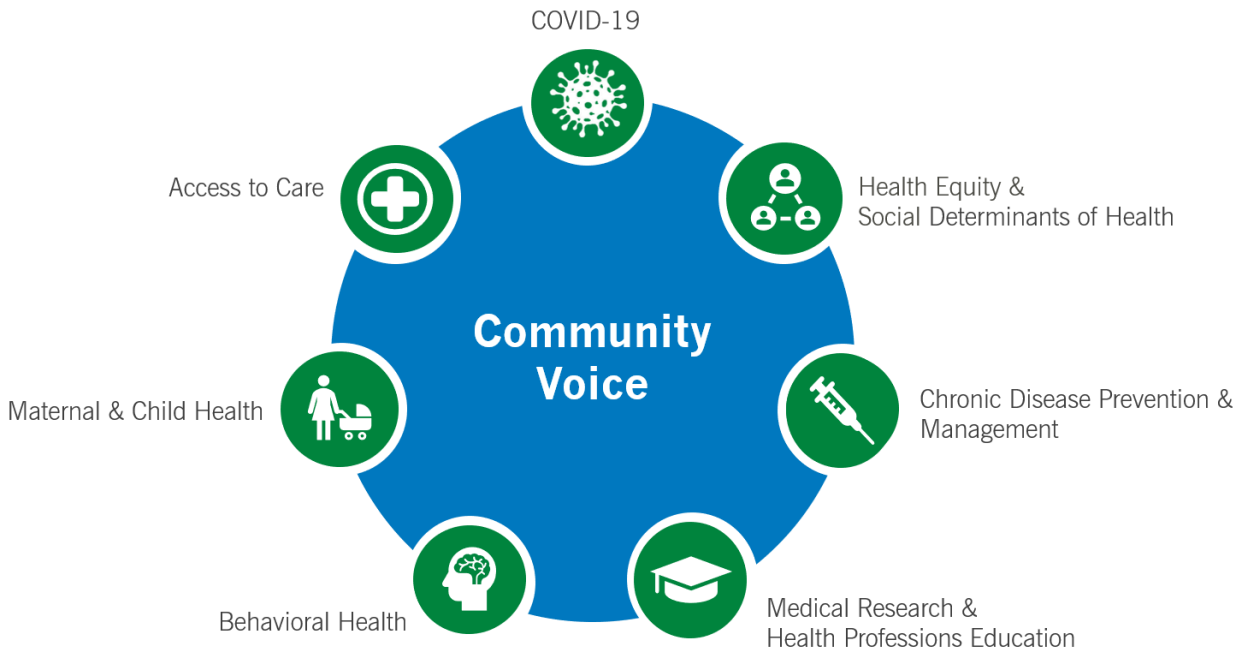 COVID-19
Health Equity &
Social Determinants of Health
Chronic Disease Prevention &
Management
Medical Research &
Health Professions Education
Behavioral Health
Maternal & Child Health
Access to Care
Community
Voice